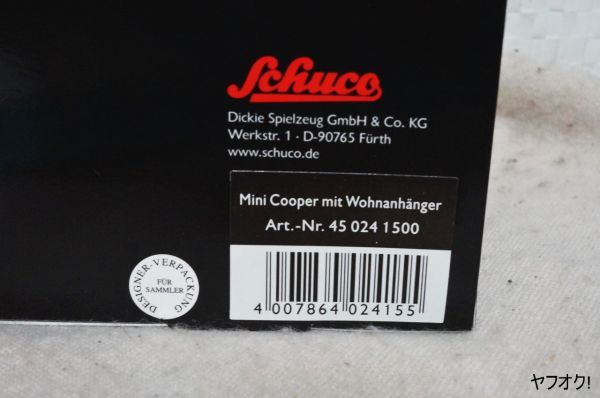 Schuco
Dickie Spielzeug GmbH & Co. KG
Werkstr. 1 · D-90765 Fürth
www.schuco.de
Mini Cooper mit Wohnanhänger
Art.-Nr. 45 024 1500
4 007864 024155
DESIGNER-VERPACKUNG
FÜR
SAMMLER
ヤフオク!